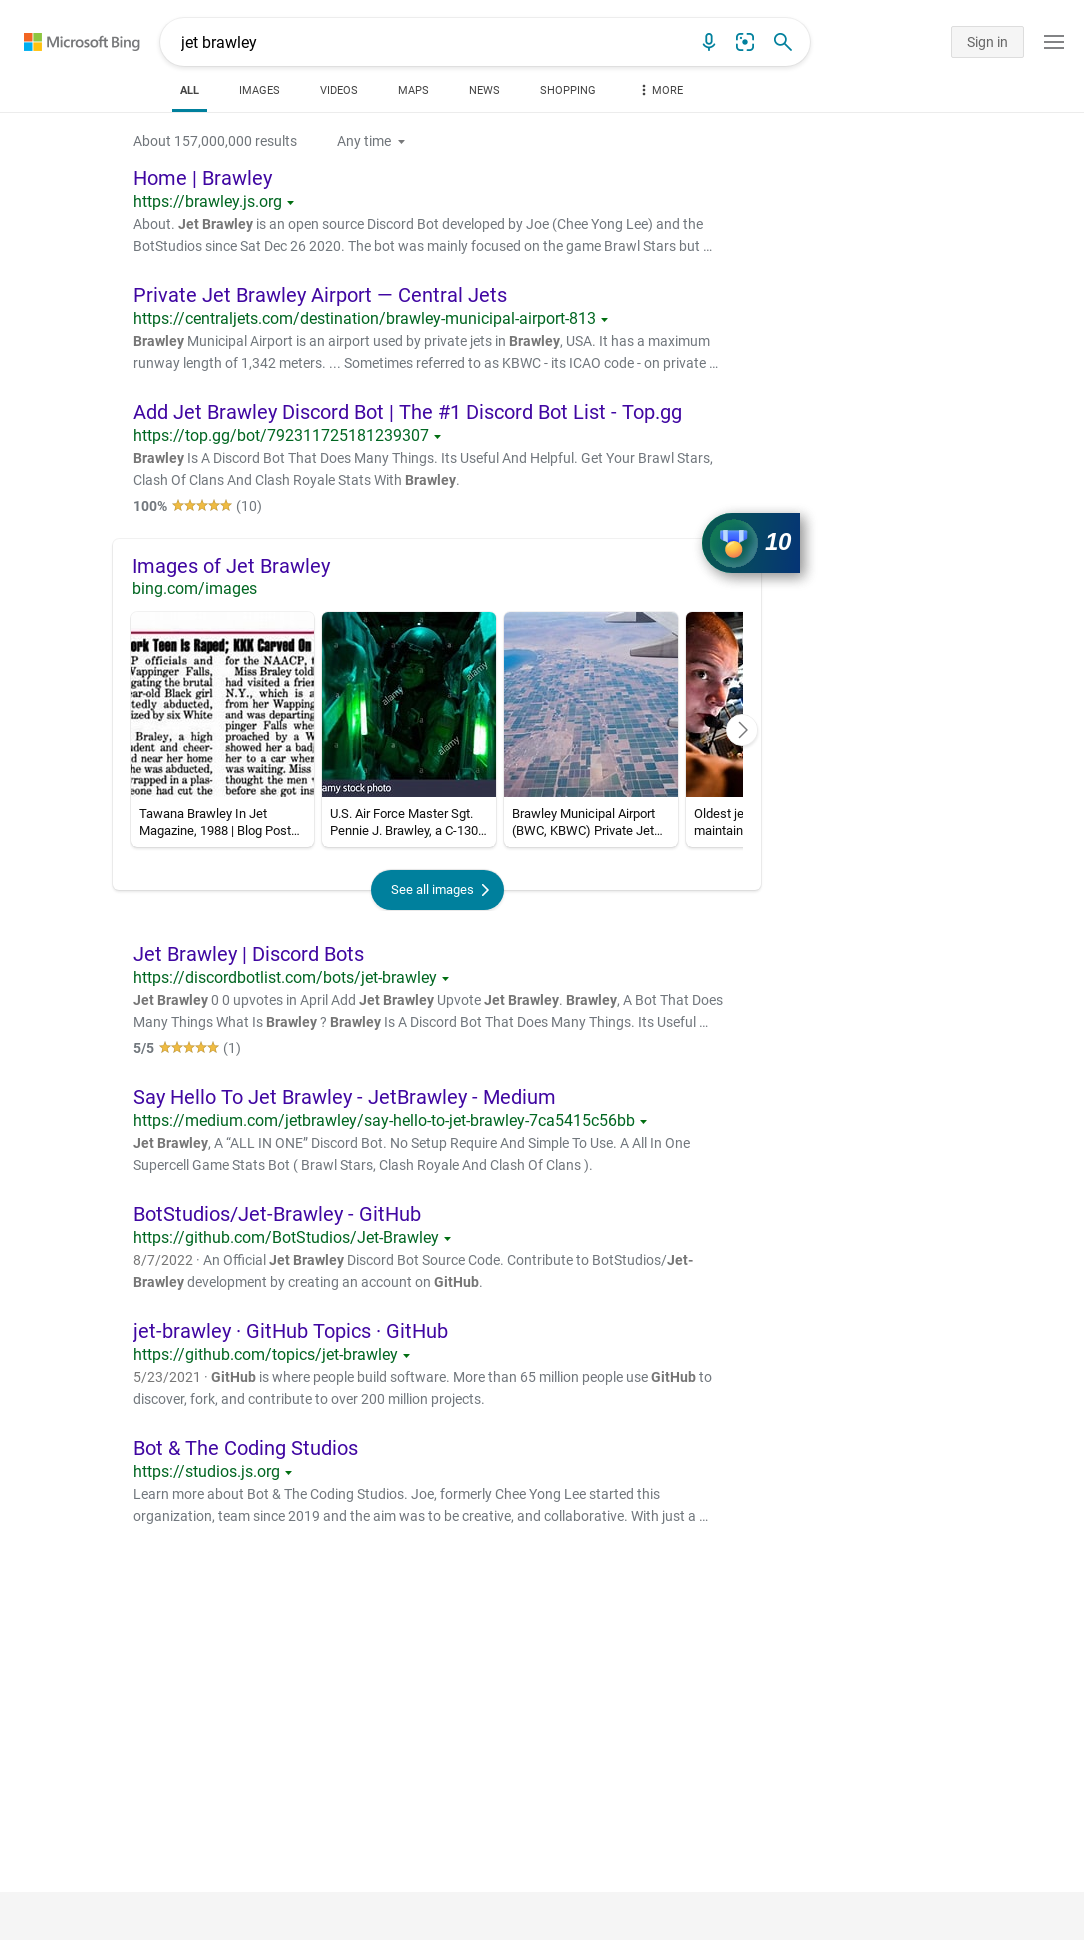 Microsoft Bing
jet brawley
Sign in
ALL IMAGES VIDEOS MAPS NEWS SHOPPING MORE
About 157,000,000 results Any time
Home | Brawley
https://brawley.js.org
About. Jet Brawley is an open source Discord Bot developed by Joe (Chee Yong Lee) and the
BotStudios since Sat Dec 26 2020. The bot was mainly focused on the game Brawl Stars but …
Private Jet Brawley Airport — Central Jets
https://centraljets.com/destination/brawley-municipal-airport-813
Brawley Municipal Airport is an airport used by private jets in Brawley, USA. It has a maximum
runway length of 1,342 meters. ... Sometimes referred to as KBWC - its ICAO code - on private …
Add Jet Brawley Discord Bot | The #1 Discord Bot List - Top.gg
https://top.gg/bot/792311725181239307
Brawley Is A Discord Bot That Does Many Things. Its Useful And Helpful. Get Your Brawl Stars,
Clash Of Clans And Clash Royale Stats With Brawley.
100% (10)
10
Images of Jet Brawley
bing.com/images
ork Teen Is Raped; KKK Carved On
P officials and
Wappinger Falls,
gating the brutal
ear-old Black girl
tedly abducted,
ized by six White
Braley, a high
dent and cheer-
d near her home
he was abducted,
rapped in a plas-
eone had cut the
for the NAACP,
Miss Braley told
had visited a frie
N.Y., which is a
from her Wapping
and was departing
pinger Falls whe
proached by a W
showed her a bad
her to a car wher
was waiting. Miss
thought the men
before she got ins
alamy
alamy
alamy
amy stock photo
Tawana Brawley In Jet
Magazine, 1988 | Blog Post…
U.S. Air Force Master Sgt.
Pennie J. Brawley, a C-130…
Brawley Municipal Airport
(BWC, KBWC) Private Jet…
Oldest je
maintain
See all images
Jet Brawley | Discord Bots
https://discordbotlist.com/bots/jet-brawley
Jet Brawley 0 0 upvotes in April Add Jet Brawley Upvote Jet Brawley. Brawley, A Bot That Does
Many Things What Is Brawley ? Brawley Is A Discord Bot That Does Many Things. Its Useful …
5/5 (1)
Say Hello To Jet Brawley - JetBrawley - Medium
https://medium.com/jetbrawley/say-hello-to-jet-brawley-7ca5415c56bb
Jet Brawley, A “ALL IN ONE” Discord Bot. No Setup Require And Simple To Use. A All In One
Supercell Game Stats Bot ( Brawl Stars, Clash Royale And Clash Of Clans ).
BotStudios/Jet-Brawley - GitHub
https://github.com/BotStudios/Jet-Brawley
8/7/2022 · An Official Jet Brawley Discord Bot Source Code. Contribute to BotStudios/Jet-
Brawley development by creating an account on GitHub.
jet-brawley · GitHub Topics · GitHub
https://github.com/topics/jet-brawley
5/23/2021 · GitHub is where people build software. More than 65 million people use GitHub to
discover, fork, and contribute to over 200 million projects.
Bot & The Coding Studios
https://studios.js.org
Learn more about Bot & The Coding Studios. Joe, formerly Chee Yong Lee started this
organization, team since 2019 and the aim was to be creative, and collaborative. With just a …